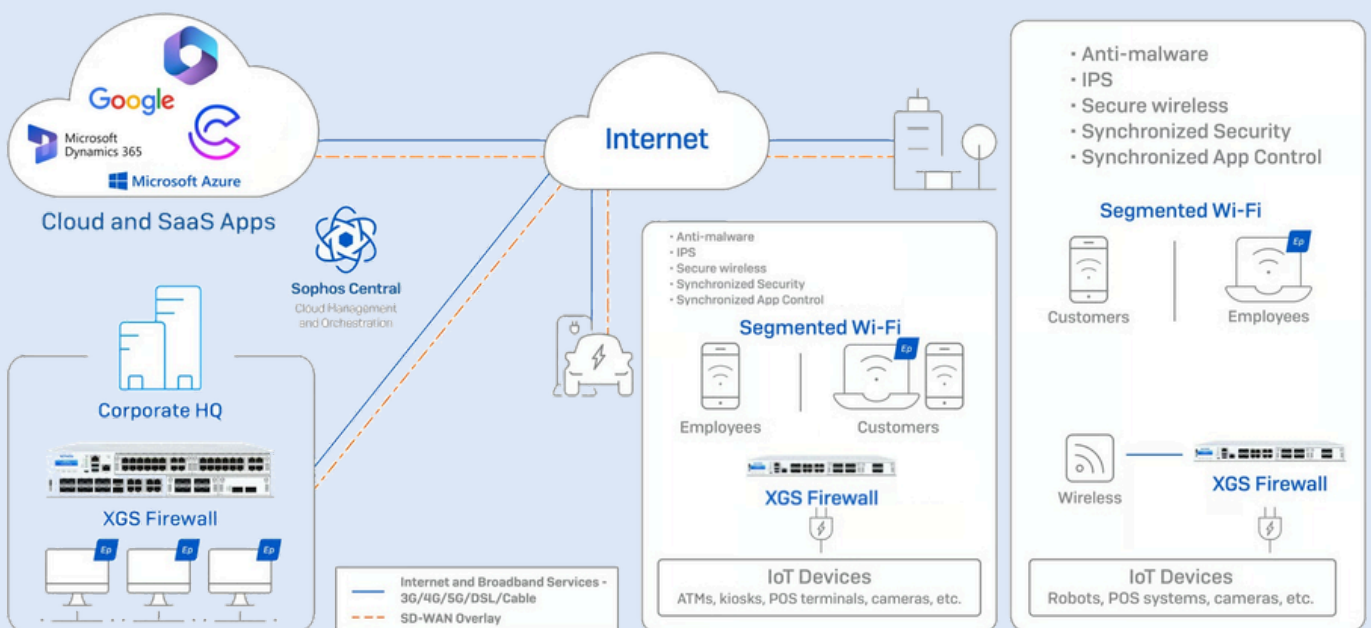 Google
Microsoft
Dynamics 365
Microsoft Azure
Cloud and SaaS Apps
Sophos Central
Cloud Management
and Orchestration
Corporate HQ
XGS Firewall
Ep
Ep
Ep
Internet
Internet and Broadband Services -
3G/4G/5G/DSL/Cable
SD-WAN Overlay
· Anti-malware
· IPS
· Secure wireless
· Synchronized Security
· Synchronized App Control
Segmented Wi-Fi
Ep
Employees
Customers
XGS Firewall
IoT Devices
ATMs, kiosks, POS terminals, cameras, etc.
· Anti-malware
· IPS
· Secure wireless
· Synchronized Security
· Synchronized App Control
Segmented Wi-Fi
Ep
Customers
Employees
Wireless
XGS Firewall
IoT Devices
Robots, POS systems, cameras, etc.